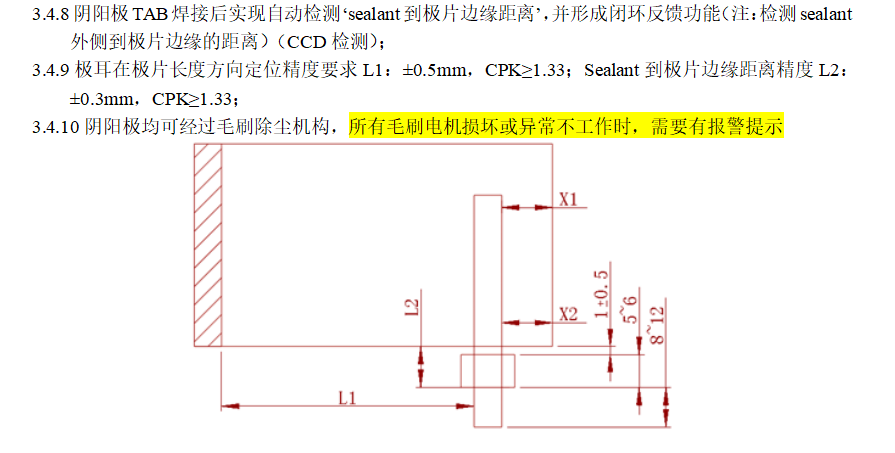 3.4.8 阴阳极 TAB 焊接后实现自动检测‘sealant 到极片边缘距离’,并形成闭环反馈功能(注:检测 sealant
外侧到极片边缘的距离)(CCD 检测);
3.4.9 极耳在极片长度方向定位精度要求 L1：±0.5mm，CPK≥1.33；Sealant 到极片边缘距离精度 L2：
±0.3mm，CPK≥1.33；
3.4.10 阴阳极均可经过毛刷除尘机构，所有毛刷电机损坏或异常不工作时，需要有报警提示
X1
X2
L2
1±0.5
5~6
8~12
L1